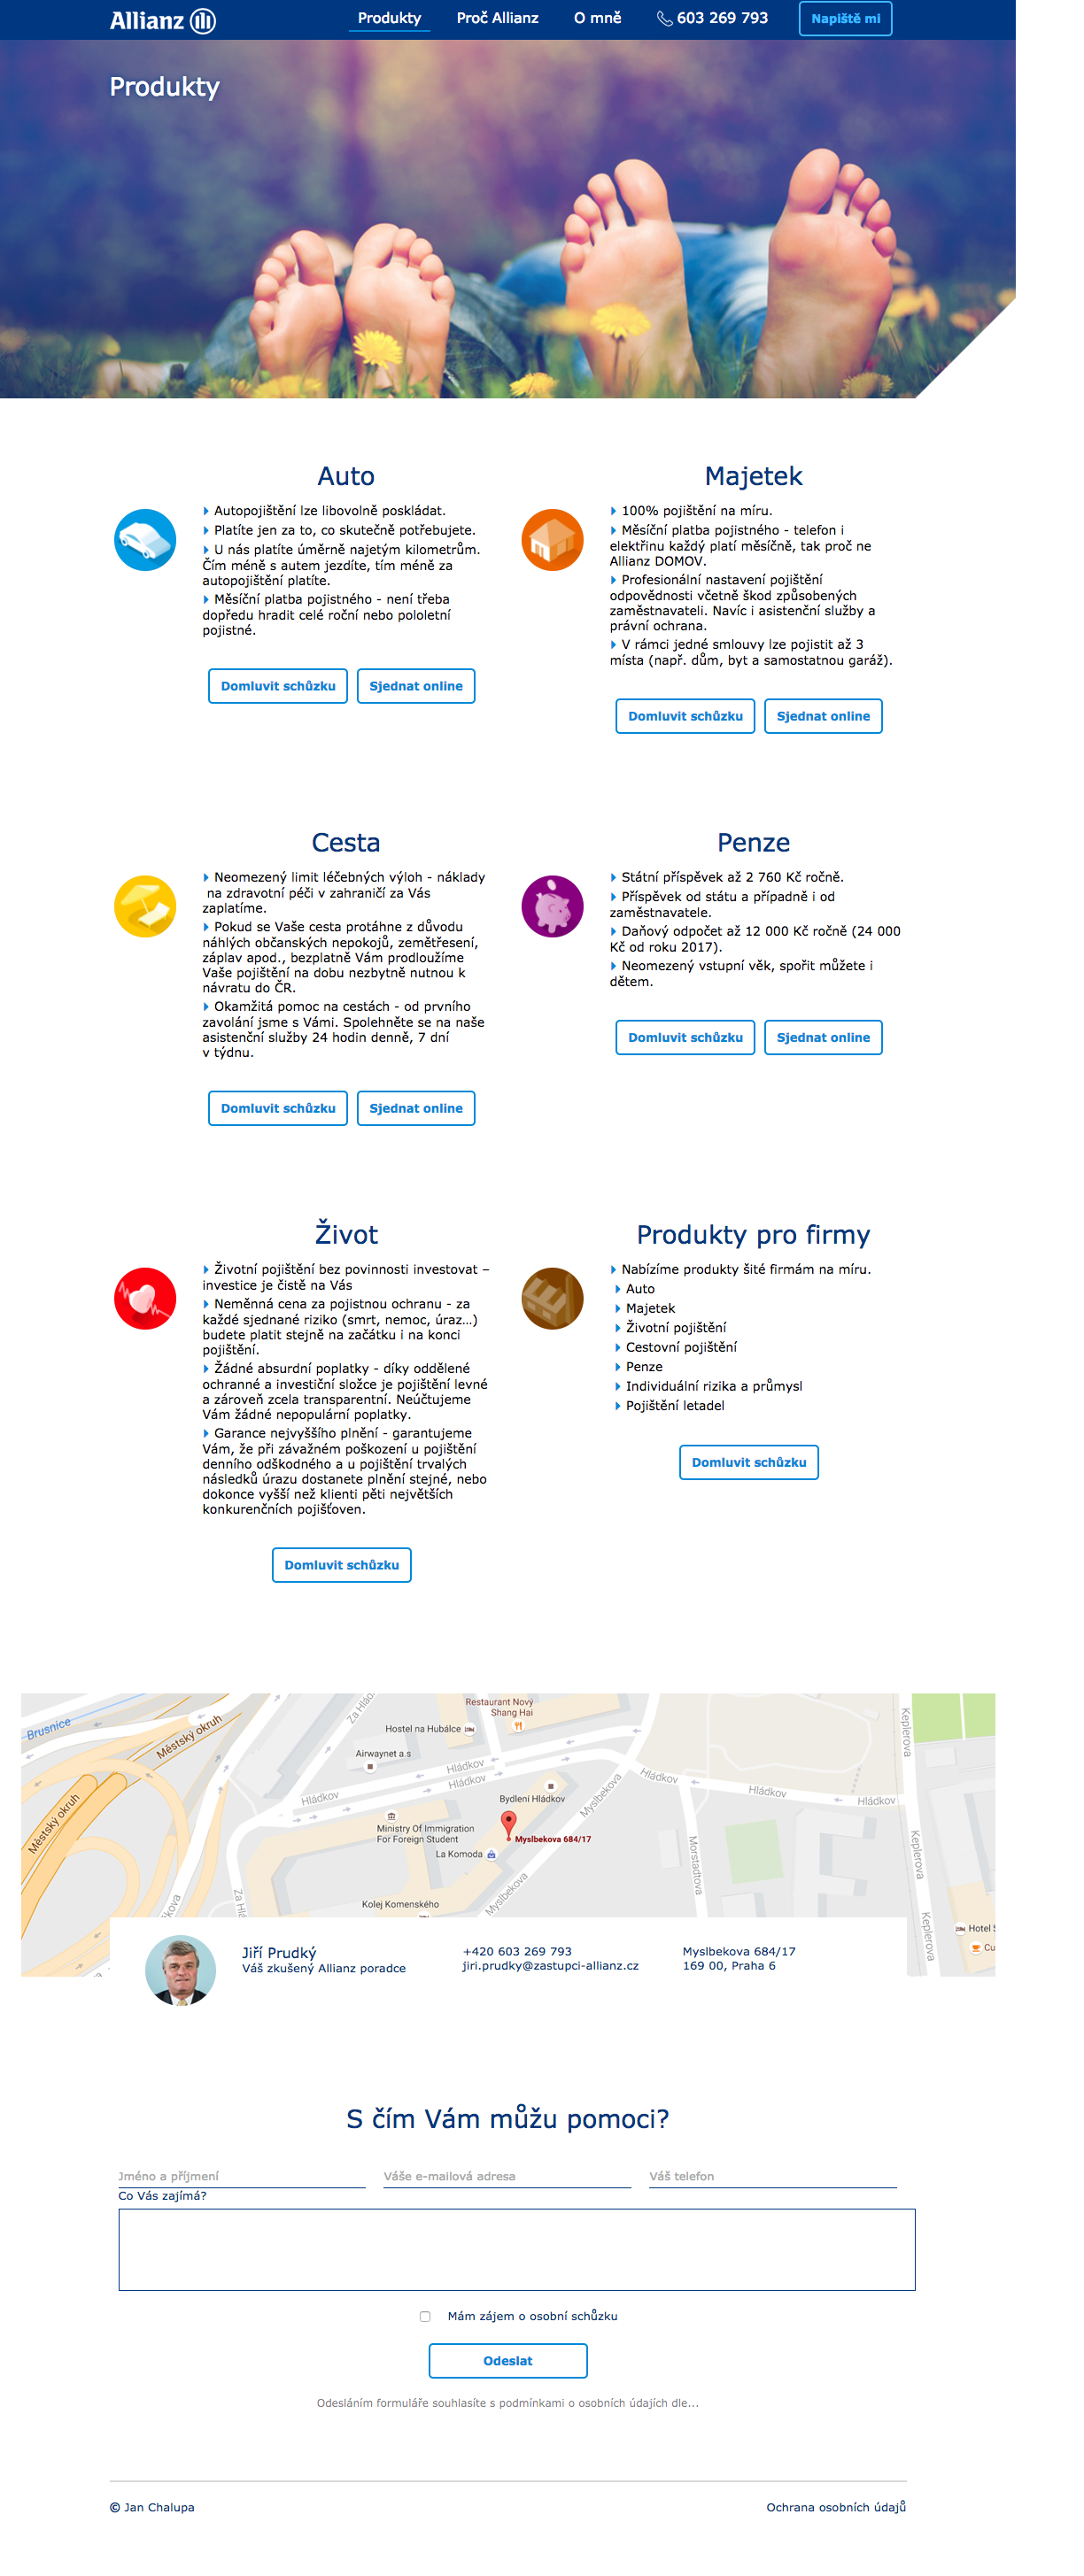 Allianz
Produkty
Proč Allianz
O mně
603 269 793
Napiště mi
Produkty
Auto
Autopojištění lze libovolně poskládat.
Platíte jen za to, co skutečně potřebujete.
U nás platíte úměrně najetým kilometrům.
Čím méně s autem jezdíte, tím méně za
autopojištění platíte.
Měsíční platba pojistného - není třeba
dopředu hradit celé roční nebo pololetní
pojistné.
Domluvit schůzku
Sjednat online
Majetek
100% pojištění na míru.
Měsíční platba pojistného - telefon i
elektřinu každý platí měsíčně, tak proč ne
Allianz DOMOV.
Profesionální nastavení pojištění
odpovědnosti včetně škod způsobených
zaměstnavateli. Navíc i asistenční služby a
právní ochrana.
V rámci jedné smlouvy lze pojistit až 3
místa (např. dům, byt a samostatnou garáž).
Domluvit schůzku
Sjednat online
Cesta
Neomezený limit léčebných výloh - náklady
na zdravotní péči v zahraničí za Vás
zaplatíme.
Pokud se Vaše cesta protáhne z důvodu
náhlých občanských nepokojů, zemětřesení,
záplav apod., bezplatně Vám prodloužíme
Vaše pojištění na dobu nezbytně nutnou k
návratu do ČR.
Okamžitá pomoc na cestách - od prvního
zavolání jsme s Vámi. Spolehněte se na naše
asistenční služby 24 hodin denně, 7 dní
v týdnu.
Domluvit schůzku
Sjednat online
Penze
Státní příspěvek až 2 760 Kč ročně.
Příspěvek od státu a případně i od
zaměstnavatele.
Daňový odpočet až 12 000 Kč ročně (24 000
Kč od roku 2017).
Neomezený vstupní věk, spořit můžete i
dětem.
Domluvit schůzku
Sjednat online
Život
Životní pojištění bez povinnosti investovat –
investice je čistě na Vás
Neměnná cena za pojistnou ochranu - za
každé sjednané riziko (smrt, nemoc, úraz...)
budete platit stejně na začátku i na konci
pojištění.
Žádné absurdní poplatky - díky oddělené
ochranné a investiční složce je pojištění levné
a zároveň zcela transparentní. Neúčtujeme
Vám žádné nepopulární poplatky.
Garance nejvyššího plnění - garantujeme
Vám, že při závažném poškození u pojištění
denního odškodného a u pojištění trvalých
následků úrazu dostanete plnění stejné, nebo
dokonce vyšší než klienti pěti největších
konkurenčních pojišťoven.
Domluvit schůzku
Produkty pro firmy
Nabízíme produkty šité firmám na míru.
Auto
Majetek
Životní pojištění
Cestovní pojištění
Penze
Individuální rizika a průmysl
Pojištění letadel
Domluvit schůzku
Brusnice
Městský okruh
Městský okruh
Za Hládk
Restaurant Nový
Shang Hai
Hostel na Hubálce
Airwaynet a.s
Hládkov
Hládkov
Hládkov
Hládkov
Hládkov
Hládkov
Keplerova
Bydlení Hládkov
Myslbekova
Ministry Of Immigration
For Foreign Student
Myslbekova 684/17
La Komoda
Morstadtova
Keplerova
Kolej Komenského
Myslbekova
Za Hlá
kova
Keplerova
Hotel S
Cu
Jiří Prudký
Váš zkušený Allianz poradce
+420 603 269 793
jiri.prudky@zastupci-allianz.cz
Myslbekova 684/17
169 00, Praha 6
S čím Vám můžu pomoci?
Jméno a příjmení
Váše e-mailová adresa
Váš telefon
Co Vás zajímá?
Mám zájem o osobní schůzku
Odeslat
Odesláním formuláře souhlasíte s podmínkami o osobních údajích dle...
© Jan Chalupa
Ochrana osobních údajů